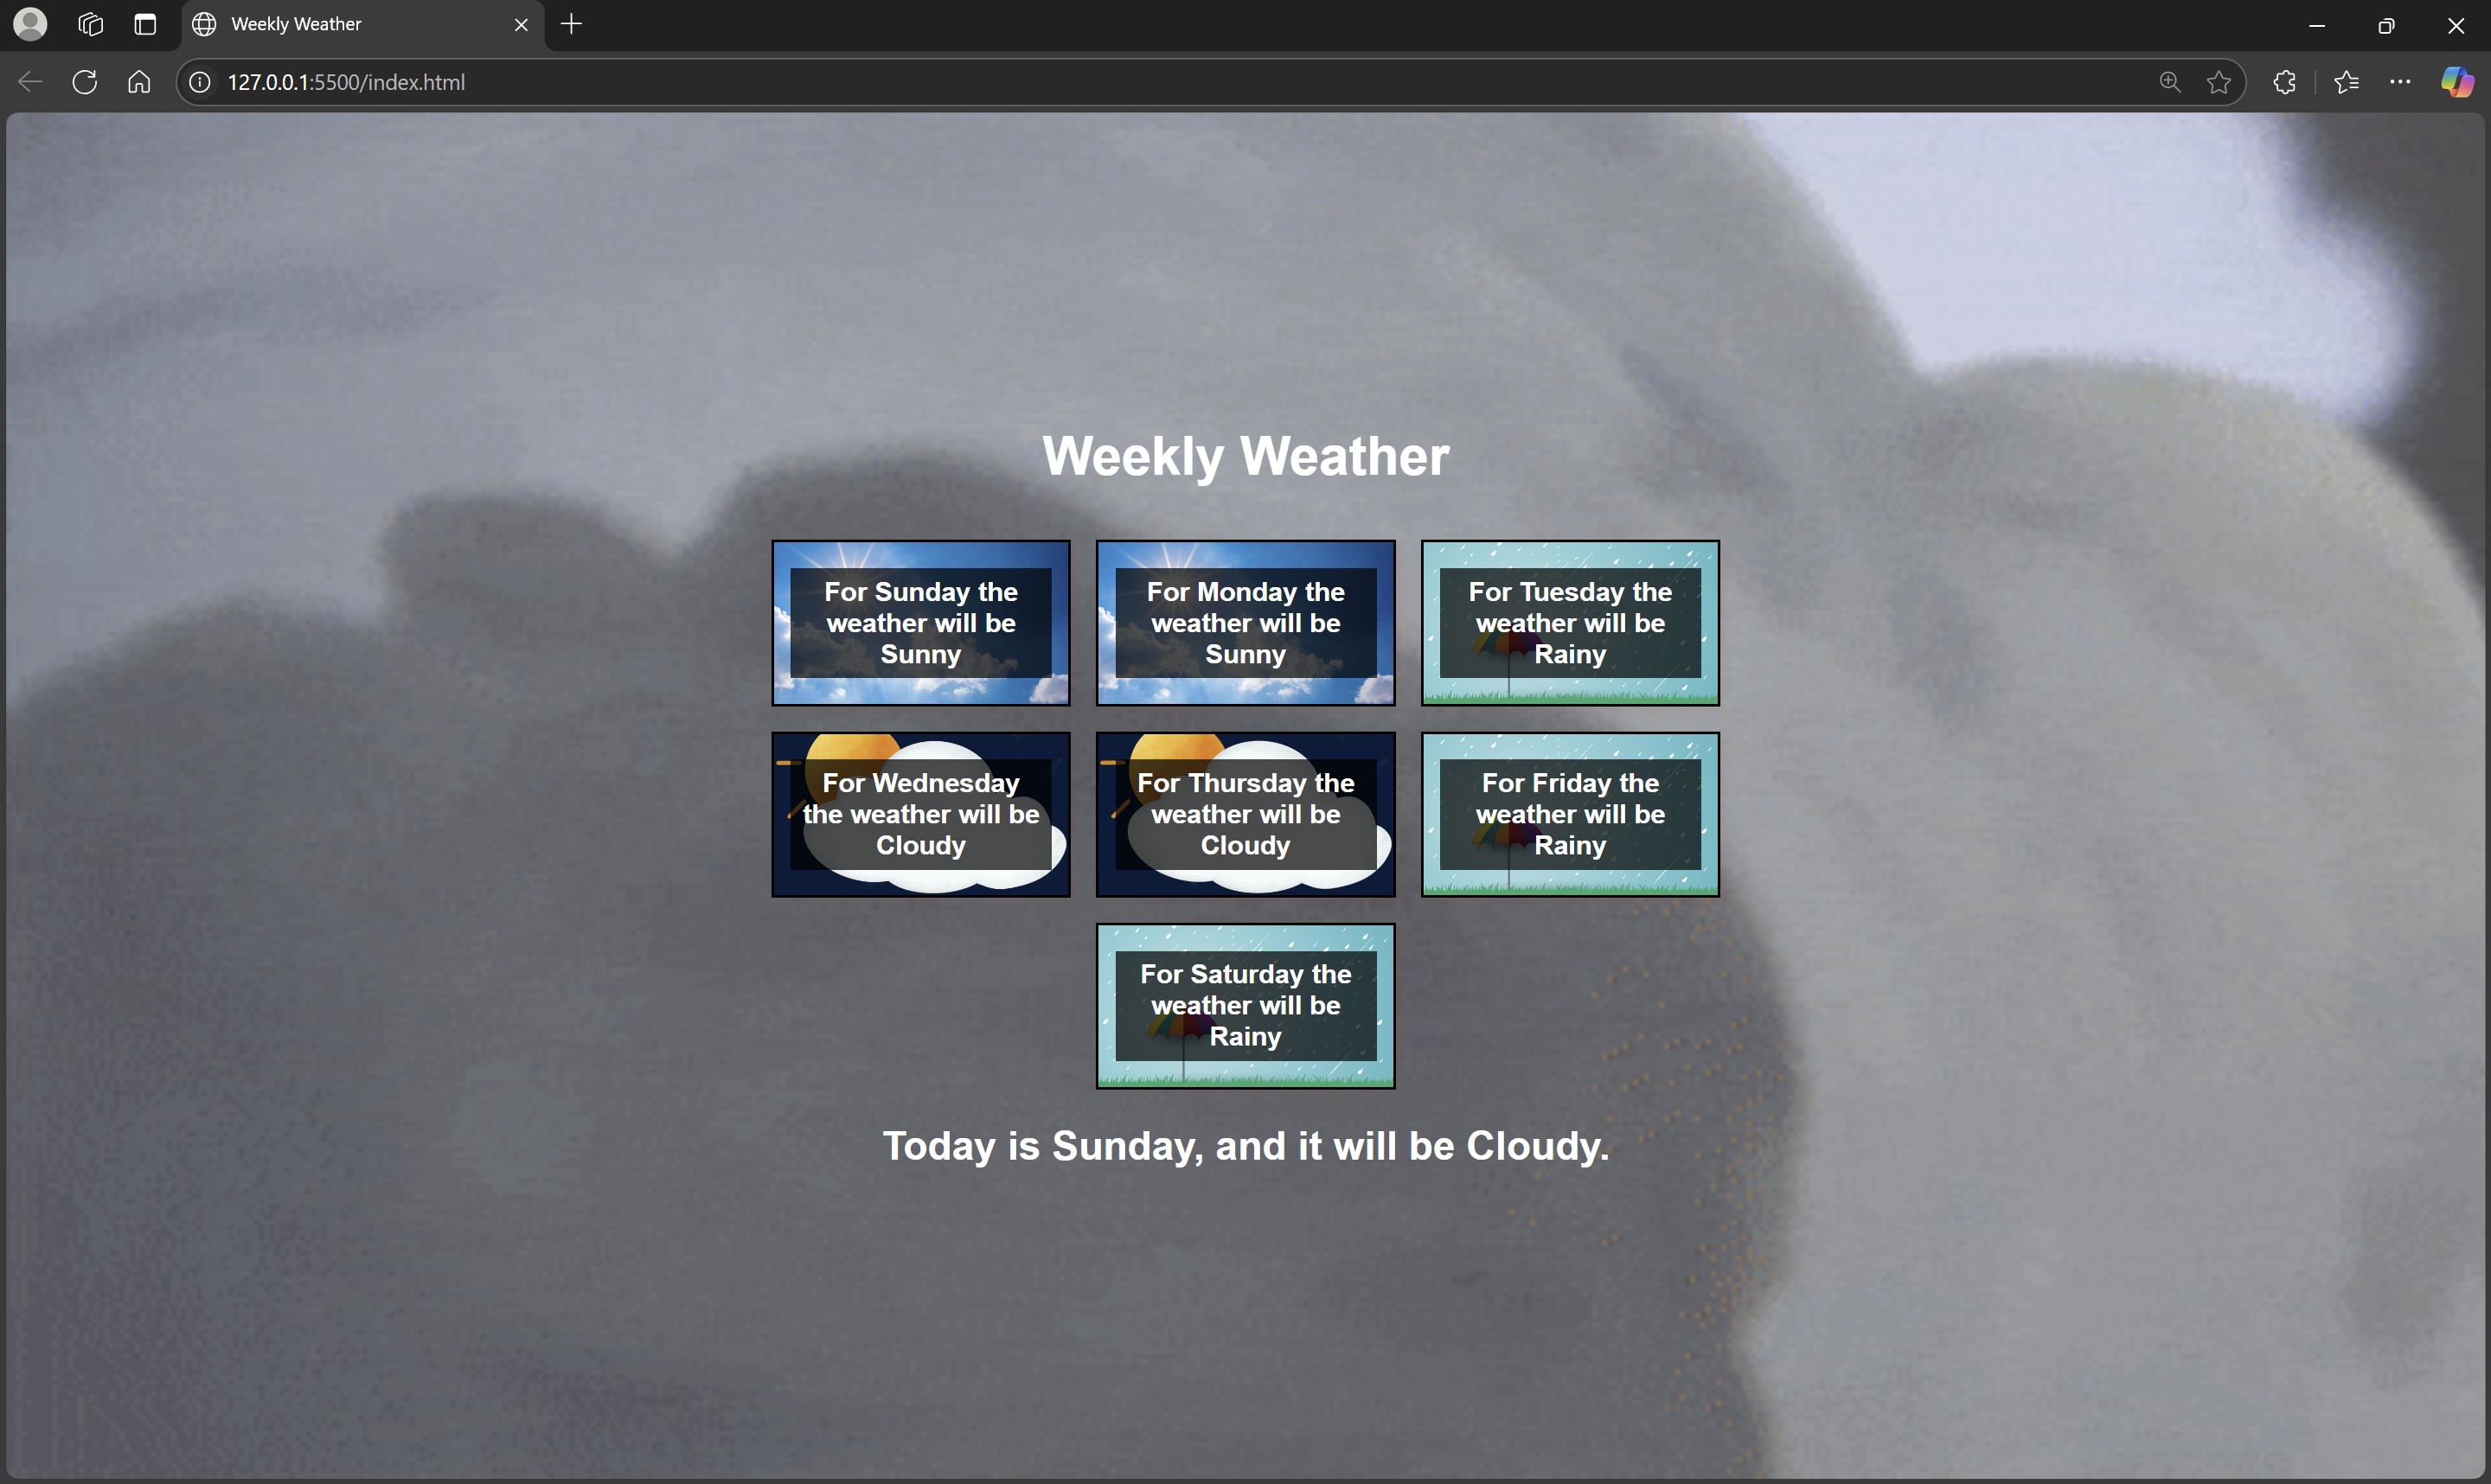 Weekly Weather
127.0.0.1:5500/index.html
Weekly Weather
For Sunday the
weather will be
Sunny
For Monday the
weather will be
Sunny
For Tuesday the
weather will be
Rainy
For Wednesday
the weather will be
Cloudy
For Thursday the
weather will be
Cloudy
For Friday the
weather will be
Rainy
For Saturday the
weather will be
Rainy
Today is Sunday, and it will be Cloudy.